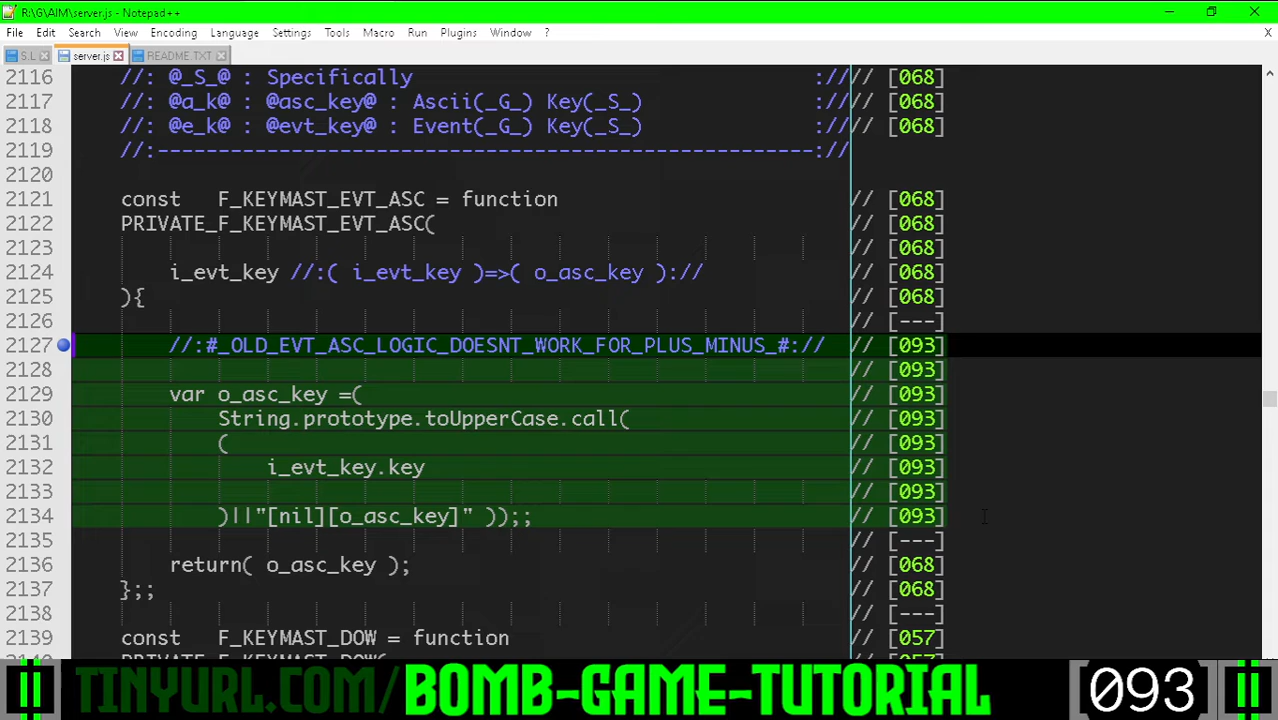 R:\G\AIM\server.js - Notepad++
File Edit Search View Encoding Language Settings Tools Macro Run Plugins Window ? X
S.L server.js README.TXT
2116 //: @_S_@ : Specifically ://// [068]
2117 //: @a_k@ : @asc_key@ : Ascii(_G_) Key(_S_) ://// [068]
2118 //: @e_k@ : @evt_key@ : Event(_G_) Key(_S_) ://// [068]
2119 //:------------------------------------------------------://
2120
2121 const F_KEYMAST_EVT_ASC = function // [068]
2122 PRIVATE_F_KEYMAST_EVT_ASC( // [068]
2123 // [068]
2124 i_evt_key //:( i_evt_key )=>( o_asc_key ):// // [068]
2125 ){ // [068]
2126 // [---]
2127 //:#_OLD_EVT_ASC_LOGIC_DOESNT_WORK_FOR_PLUS_MINUS_#:// // [093]
2128 // [093]
2129 var o_asc_key =( // [093]
2130 String.prototype.toUpperCase.call( // [093]
2131 ( // [093]
2132 i_evt_key.key // [093]
2133 // [093]
2134 )||"[nil][o_asc_key]" ));; // [093]
2135 // [---]
2136 return( o_asc_key ); // [068]
2137 };; // [068]
2138 // [---]
2139 const F_KEYMAST_DOW = function // [057]
TINYURL.COM/BOMB-GAME-TUTORIAL 093